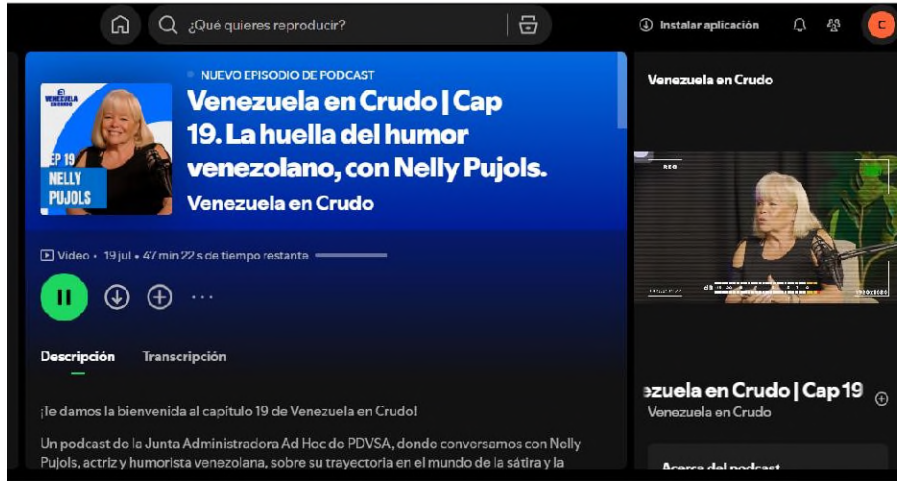 ¿Qué quieres reproducir?
Instalar aplicación
C
NUEVO EPISODIO DE PODCAST
Venezuela en Crudo | Cap
19. La huella del humor
venezolano, con Nelly Pujols.
Venezuela en Crudo
VENEZUELA
EP 19
NELLY
PUJOLS
Video • 19 jul • 47 min 22 s de tiempo restante
Descripción Transcripción
¡Te damos la bienvenida al capítulo 19 de Venezuela en Crudo!
Un podcast de la Junta Administradora Ad Hoc de PDVSA, donde conversamos con Nelly
Pujols, actriz y humorista venezolana, sobre su trayectoria en el mundo de la sátira y la
Venezuela en Crudo
REC
ezuela en Crudo | Cap 19
Venezuela en Crudo
Acerca del podcast